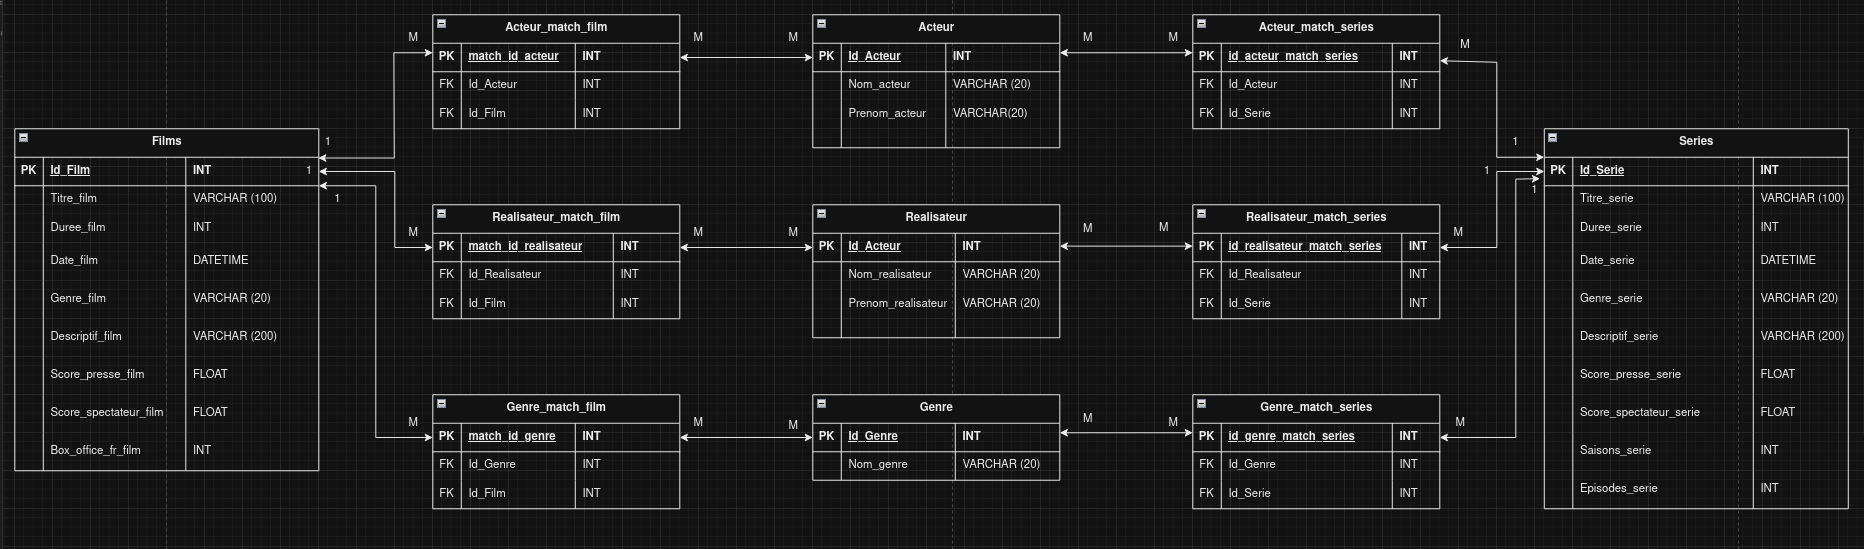 Films
PK Id_Film INT
Titre_film VARCHAR (100)
Duree_film INT
Date_film DATETIME
Genre_film VARCHAR (20)
Descriptif_film VARCHAR (200)
Score_presse_film FLOAT
Score_spectateur_film FLOAT
Box_office_fr_film INT
1
1
1
M
M
M
Acteur_match_film
PK match_id_acteur INT
FK Id_Acteur INT
FK Id_Film INT
M M
Acteur
PK Id_Acteur INT
Nom_acteur VARCHAR (20)
Prenom_acteur VARCHAR(20)
M M
Acteur_match_series
PK id_acteur_match_series INT
FK Id_Acteur INT
FK Id_Serie INT
M
Realisateur_match_film
PK match_id_realisateur INT
FK Id_Realisateur INT
FK Id_Film INT
M M
Realisateur
PK Id_Acteur INT
Nom_realisateur VARCHAR (20)
Prenom_realisateur VARCHAR (20)
M M
Realisateur_match_series
PK id_realisateur_match_series INT
FK Id_Realisateur INT
FK Id_Serie INT
M
Genre_match_film
PK match_id_genre INT
FK Id_Genre INT
FK Id_Film INT
M M
Genre
PK Id_Genre INT
Nom_genre VARCHAR (20)
M M
Genre_match_series
PK id_genre_match_series INT
FK Id_Genre INT
FK Id_Serie INT
M
1
1
1
Series
PK Id_Serie INT
Titre_serie VARCHAR (100)
Duree_serie INT
Date_serie DATETIME
Genre_serie VARCHAR (20)
Descriptif_serie VARCHAR (200)
Score_presse_serie FLOAT
Score_spectateur_serie FLOAT
Saisons_serie INT
Episodes_serie INT